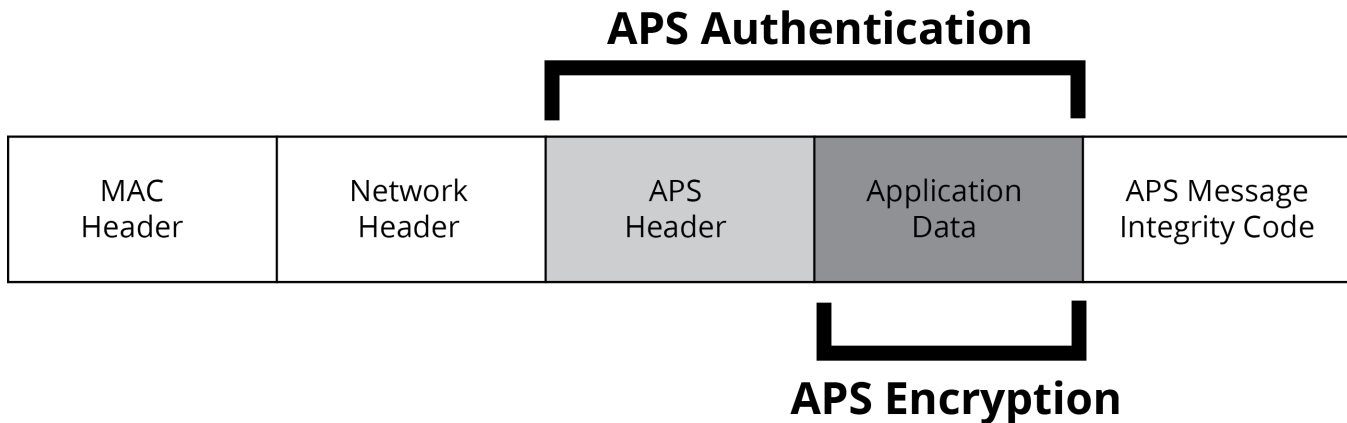 APS Authentication
MAC
Header
Network
Header
APS
Header
Application
Data
APS Message
Integrity Code
APS Encryption